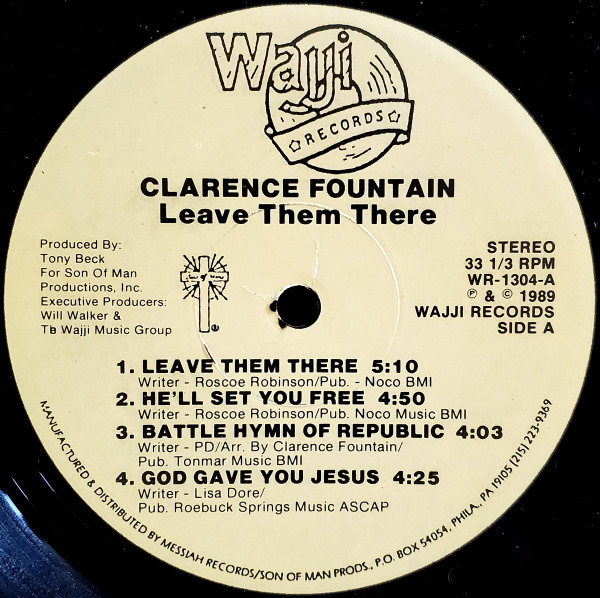 Wajji
☆RECORDS☆
CLARENCE FOUNTAIN
Leave Them There
Produced By:
Tony Beck
For Son Of Man
Productions, Inc.
Executive Producers:
Will Walker &
The Wajji Music Group
STEREO
33 1/3 RPM
WR-1304-A
℗ & © 1989
WAJJI RECORDS
SIDE A
1. LEAVE THEM THERE 5:10
Writer - Roscoe Robinson/Pub. - Noco BMI
2. HE'LL SET YOU FREE 4:50
Writer - Roscoe Robinson/Pub. Noco Music BMI
3. BATTLE HYMN OF REPUBLIC 4:03
Writer - PD/Arr. By Clarence Fountain/
Pub. Tonmar Music BMI
4. GOD GAVE YOU JESUS 4:25
Writer - Lisa Dore/
Pub. Roebuck Springs Music ASCAP
MANUFACTURED & DISTRIBUTED BY MESSIAH RECORDS/SON OF MAN PRODS., P.O. BOX 54054, PHILA., PA 19105 (215) 223-9369